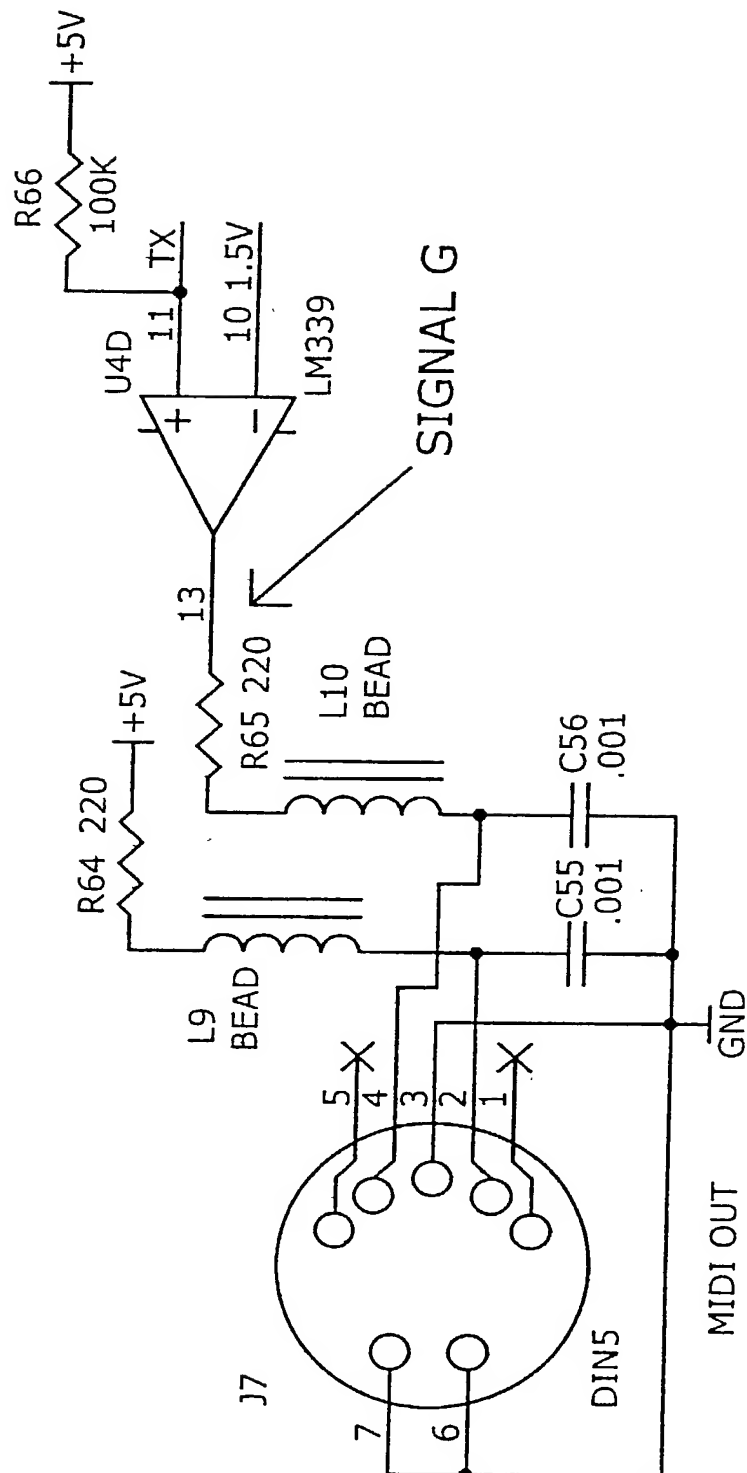 +5V
R66
100K
TX
11
U4D
10 1.5V
LM339
+
−
SIGNAL G
13
+5V
R64 220
R65 220
L10
BEAD
L9
BEAD
C56
.001
C55
.001
5
4
3
2
1
GND
J7
7
6
DIN5
MIDI OUT